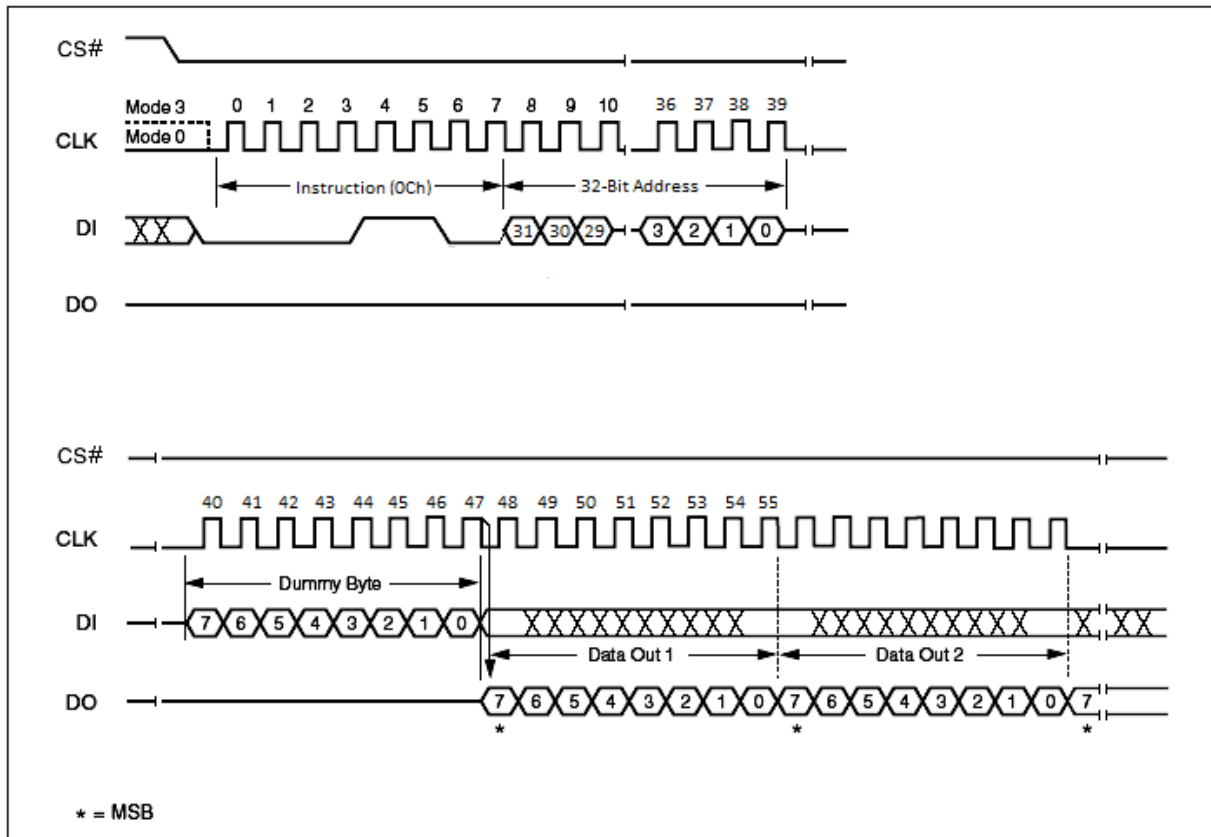 CS#
Mode 3 0 1 2 3 4 5 6 7 8 9 10 36 37 38 39
Mode 0
CLK
Instruction (0Ch) 32-Bit Address
DI 31 30 29 3 2 1 0
DO
CS#
40 41 42 43 44 45 46 47 48 49 50 51 52 53 54 55
CLK
Dummy Byte
DI 7 6 5 4 3 2 1 0
Data Out 1 Data Out 2
DO 7 6 5 4 3 2 1 0 7 6 5 4 3 2 1 0 7
* * *
* = MSB